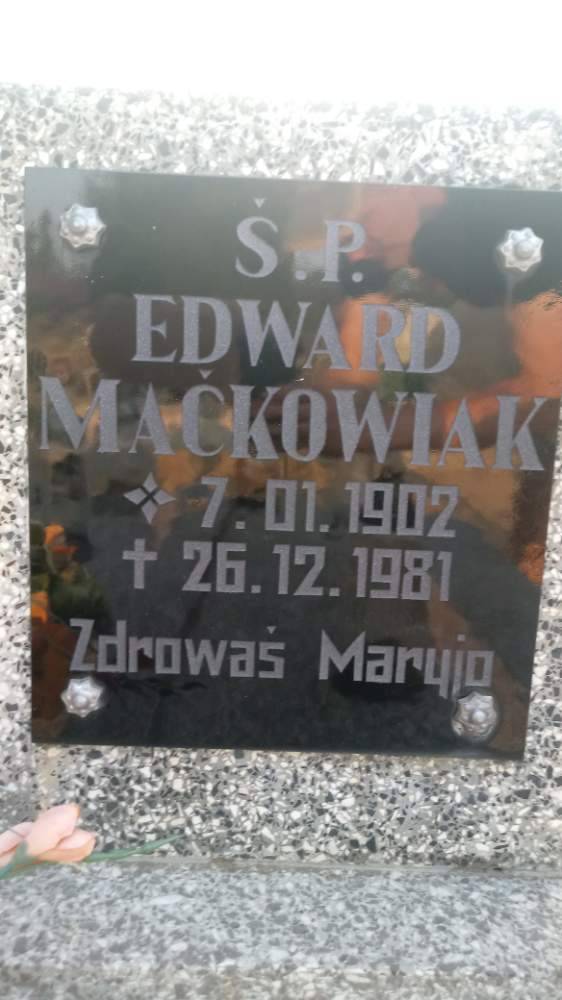 Ś.P.
EDWARD
MAĆKOWIAK
7.01.1902
† 26.12.1981
Zdrowaś Maryjo